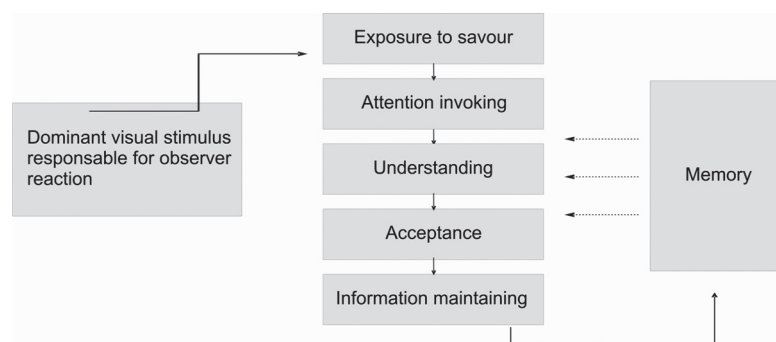 Exposure to savour
Attention invoking
Dominant visual stimulus
responsable for observer
reaction
Understanding
Memory
Acceptance
Information maintaining